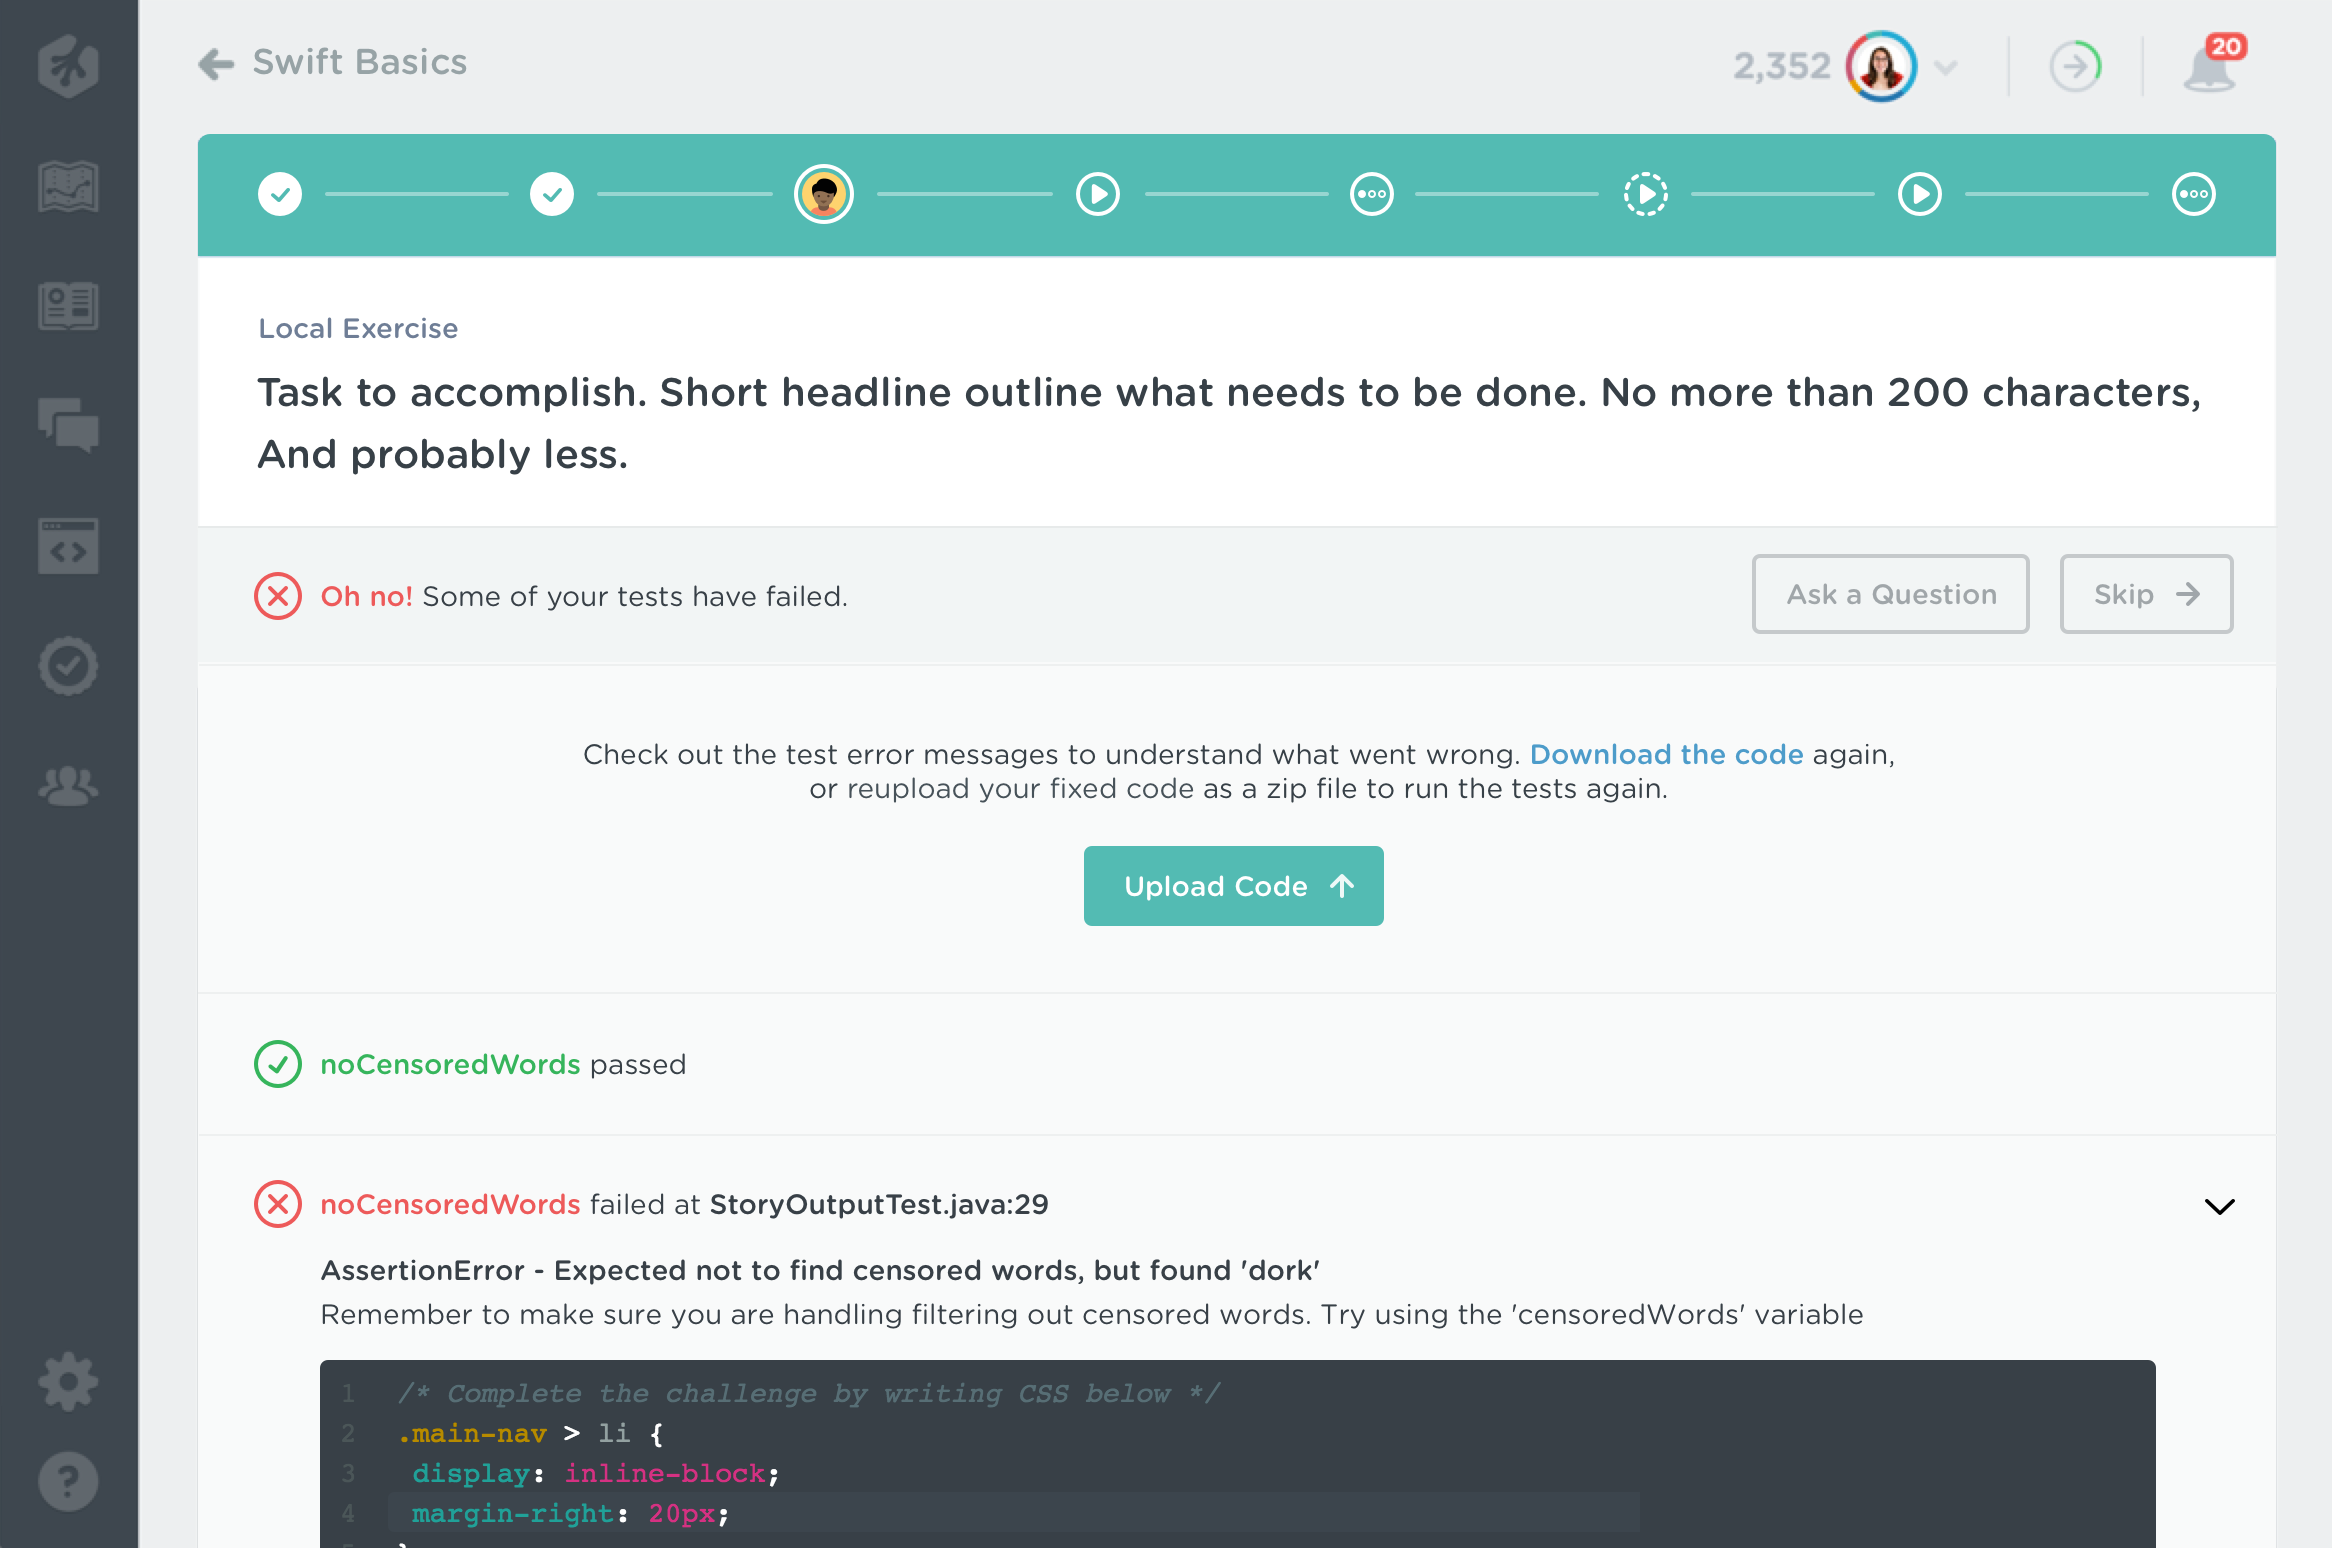 Swift Basics
2,352
20
Local Exercise
Task to accomplish. Short headline outline what needs to be done. No more than 200 characters,
And probably less.
Oh no! Some of your tests have failed.
Ask a Question
Skip
Check out the test error messages to understand what went wrong. Download the code again,
or reupload your fixed code as a zip file to run the tests again.
Upload Code
noCensoredWords passed
noCensoredWords failed at StoryOutputTest.java:29
AssertionError - Expected not to find censored words, but found 'dork'
Remember to make sure you are handling filtering out censored words. Try using the 'censoredWords' variable
1 /* Complete the challenge by writing CSS below */
2 .main-nav > li {
3 display: inline-block;
4 margin-right: 20px;